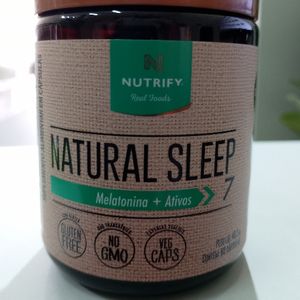 N
NUTRIFY
Real Foods
NATURAL SLEEP
Melatonina + Ativos
7
GLUTEN FREE
NO GMO
VEG CAPS